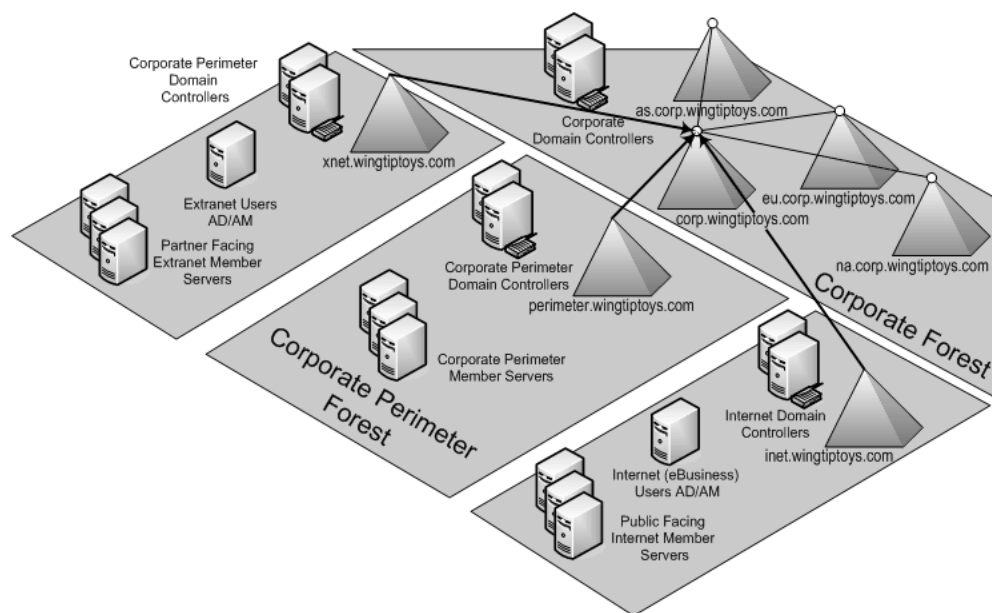 Corporate Perimeter
Domain
Controllers
xnet.wingtiptoys.com
Extranet Users
AD/AM
Partner Facing
Extranet Member
Servers
Corporate
Domain Controllers
as.corp.wingtiptoys.com
eu.corp.wingtiptoys.com
corp.wingtiptoys.com
na.corp.wingtiptoys.com
Corporate Forest
Corporate Perimeter
Domain Controllers
perimeter.wingtiptoys.com
Corporate Perimeter
Member Servers
Corporate Perimeter
Forest
Internet Domain
Controllers
inet.wingtiptoys.com
Internet (eBusiness)
Users AD/AM
Public Facing
Internet Member
Servers